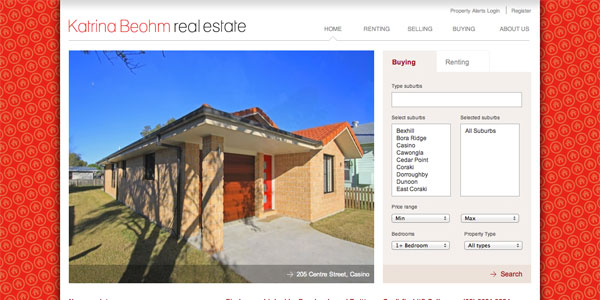 Property Alerts Login Register
Katrina Beohm real estate
HOME RENTING SELLING BUYING ABOUT US
Buying Renting
Type suburbs
Select suburbs Selected suburbs
Bexhill
Bora Ridge
Casino
Cawongla
Cedar Point
Coraki
Dorroughby
Dunoon
East Coraki
All Suburbs
Price range
Min Max
Bedrooms Property Type
1+ Bedroom All types
205 Centre Street, Casino
Search